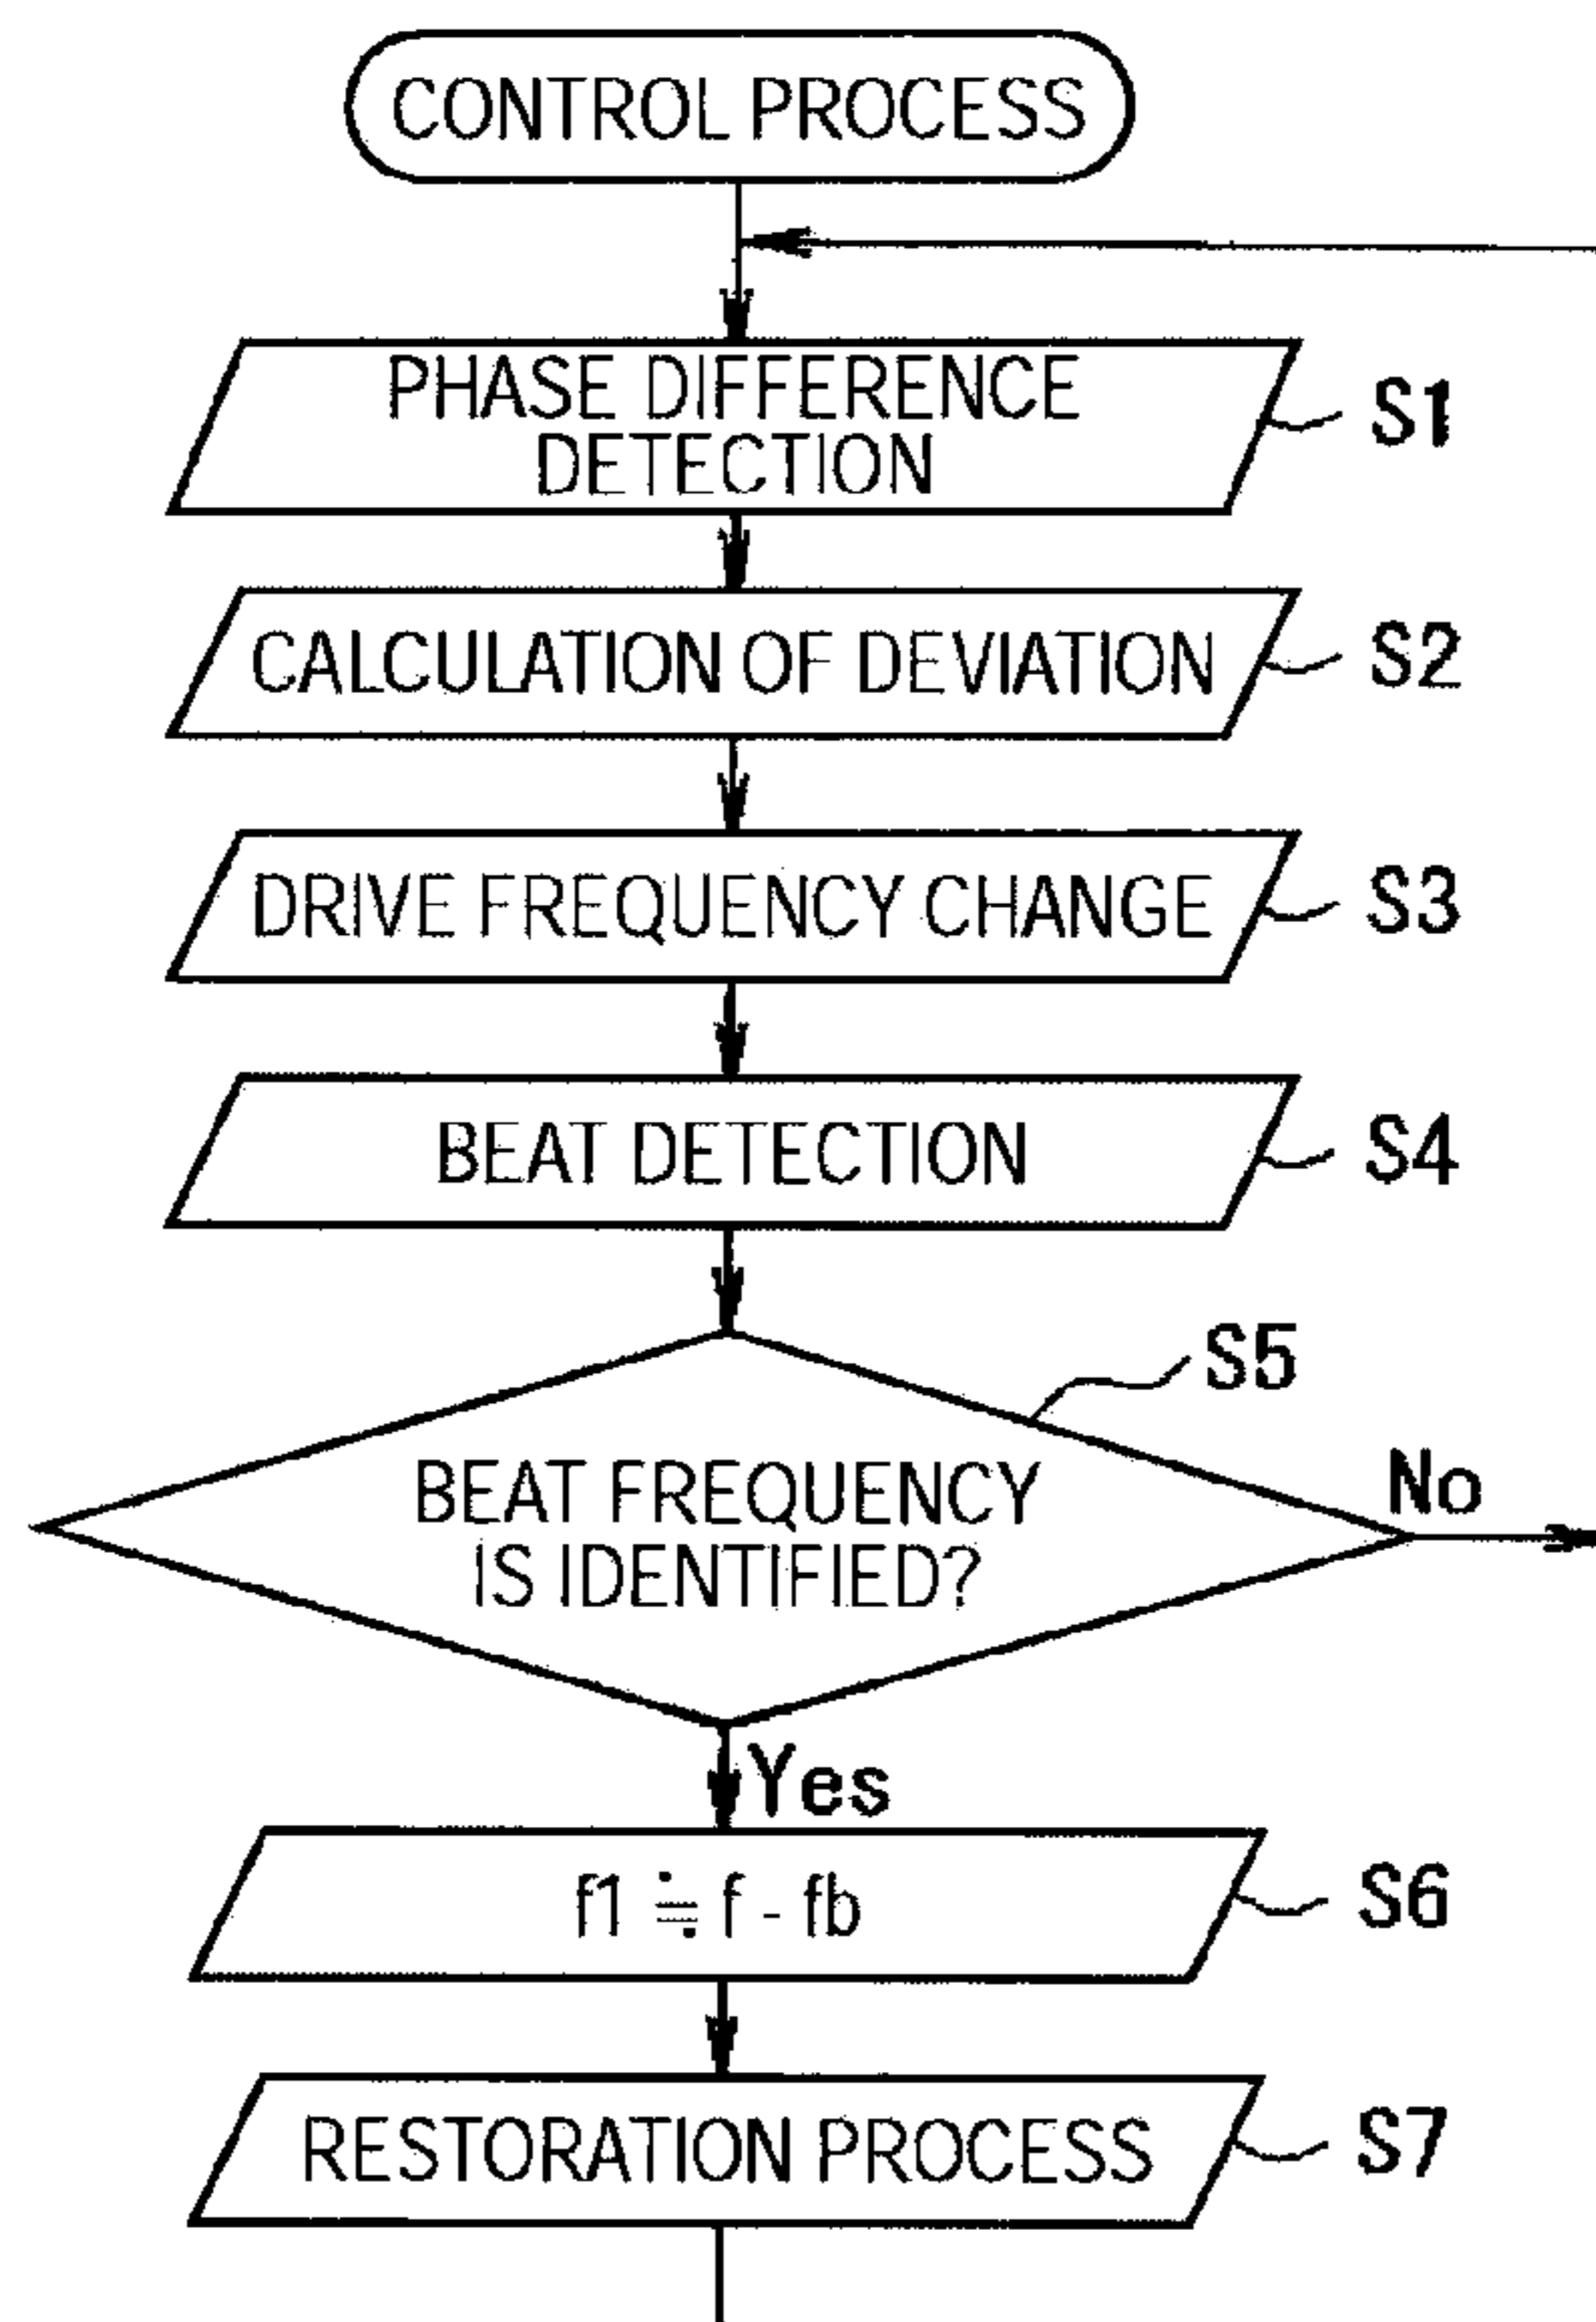 CONTROL PROCESS
PHASE DIFFERENCE
DETECTION
S1
CALCULATION OF DEVIATION
S2
DRIVE FREQUENCY CHANGE
S3
BEAT DETECTION
S4
S5
BEAT FREQUENCY
IS IDENTIFIED?
No
Yes
f1 ≒ f - fb
S6
RESTORATION PROCESS
S7